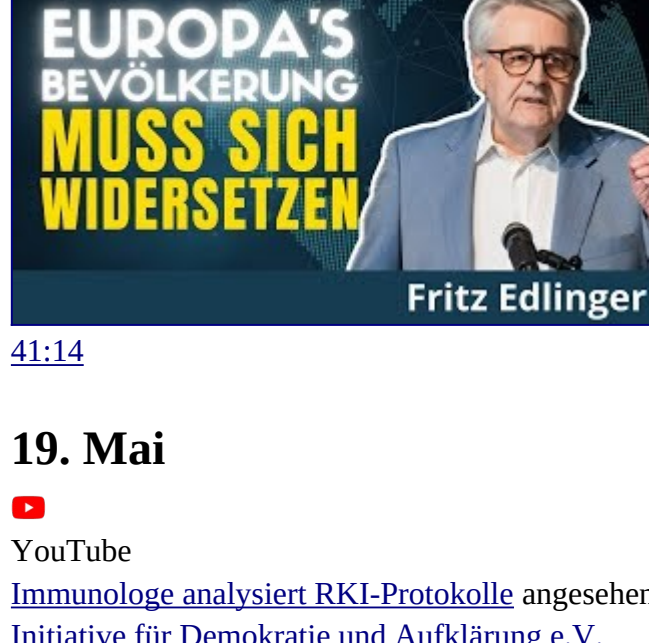 EUROPA'S
BEVÖLKERUNG
MUSS SICH
WIDERSETZEN
Fritz Edlinger
41:14
19. Mai
YouTube
Immunologe analysiert RKI-Protokolle angesehen
Initiative für Demokratie und Aufklärung e.V.